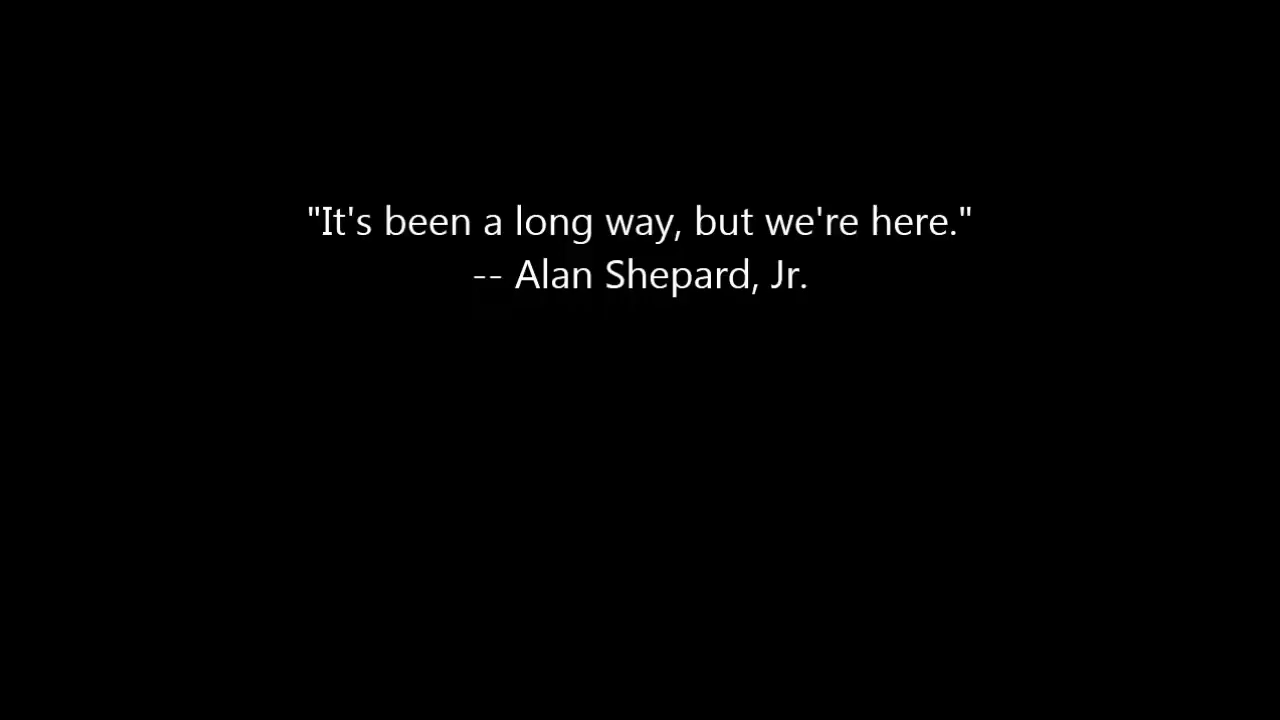 "It's been a long way, but we're here."
-- Alan Shepard, Jr.